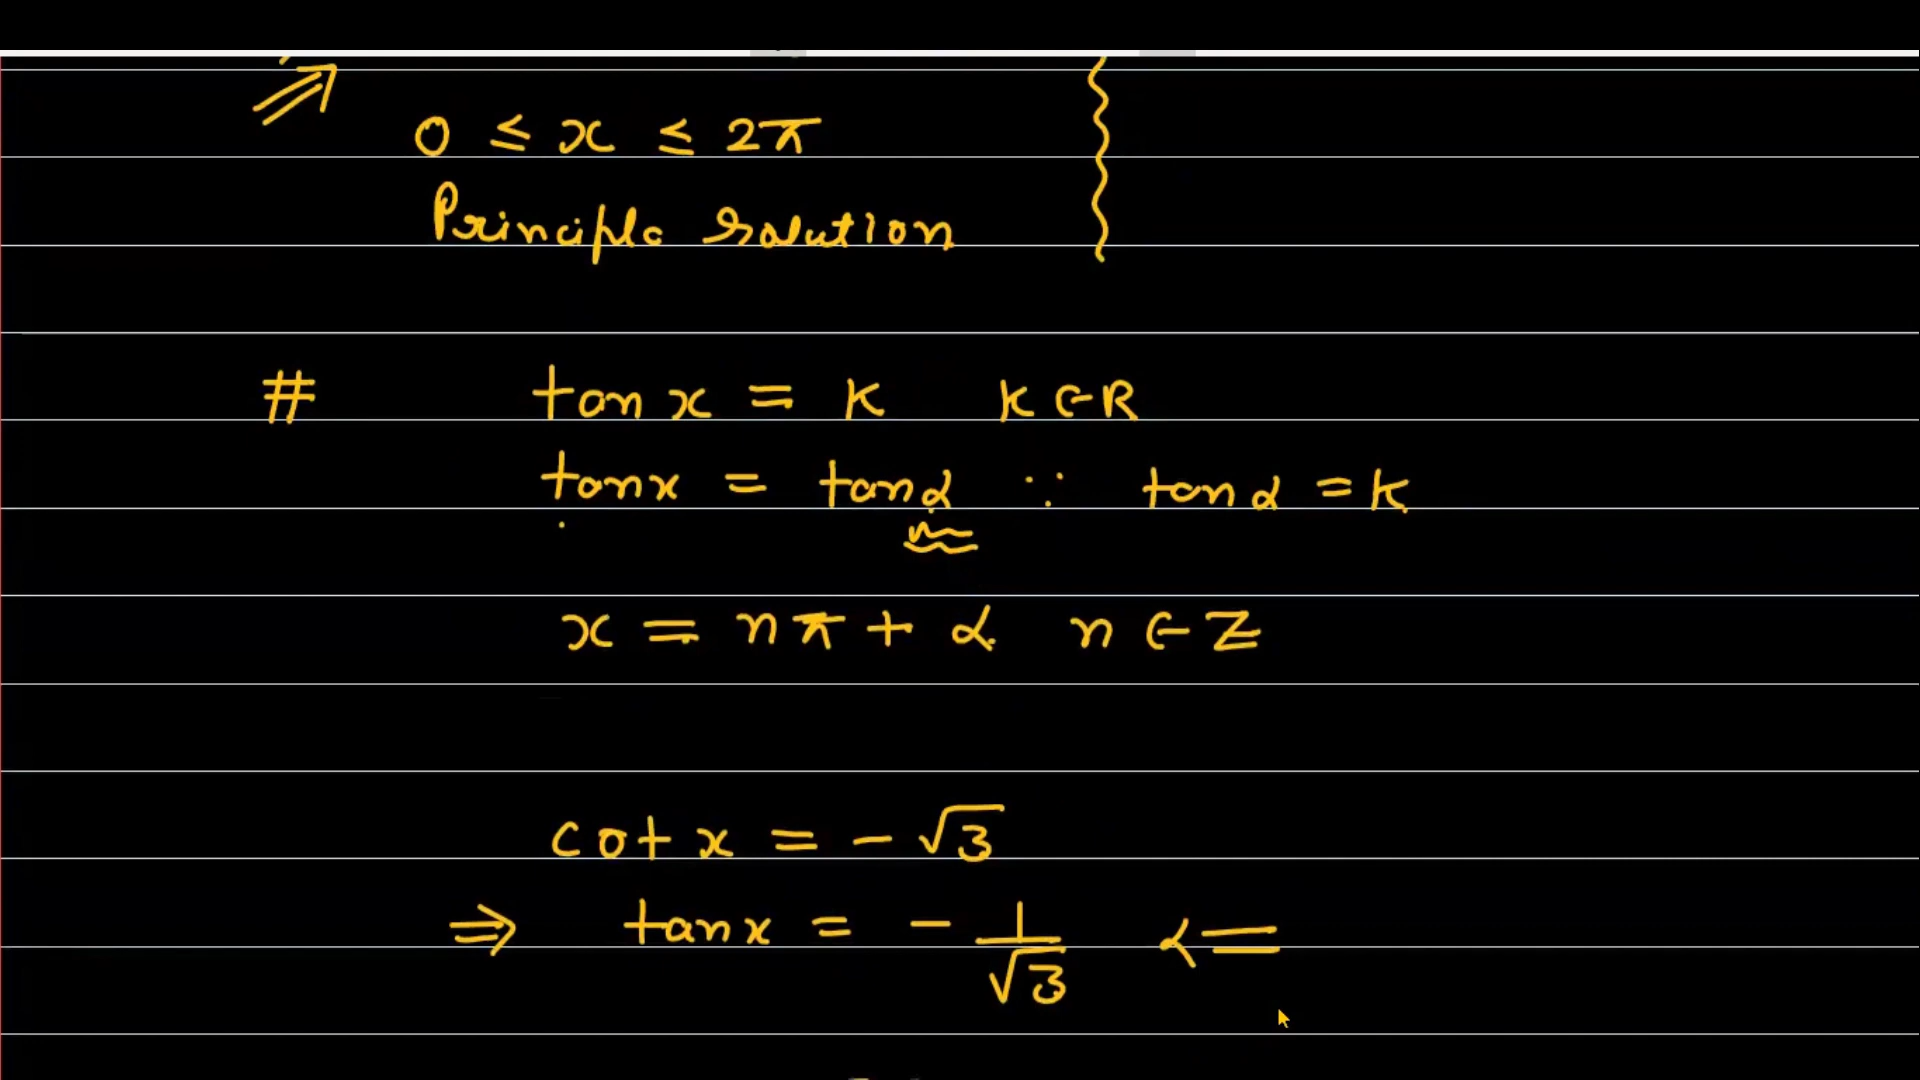 0 ≤ x ≤ 2π
Principle Solution
# tan x = K K ∈ R
tan x = tan α ∵ tan α = K
x = nπ + α n ∈ Z
cot x = - √3
⇒ tan x = - 1/√3 <=